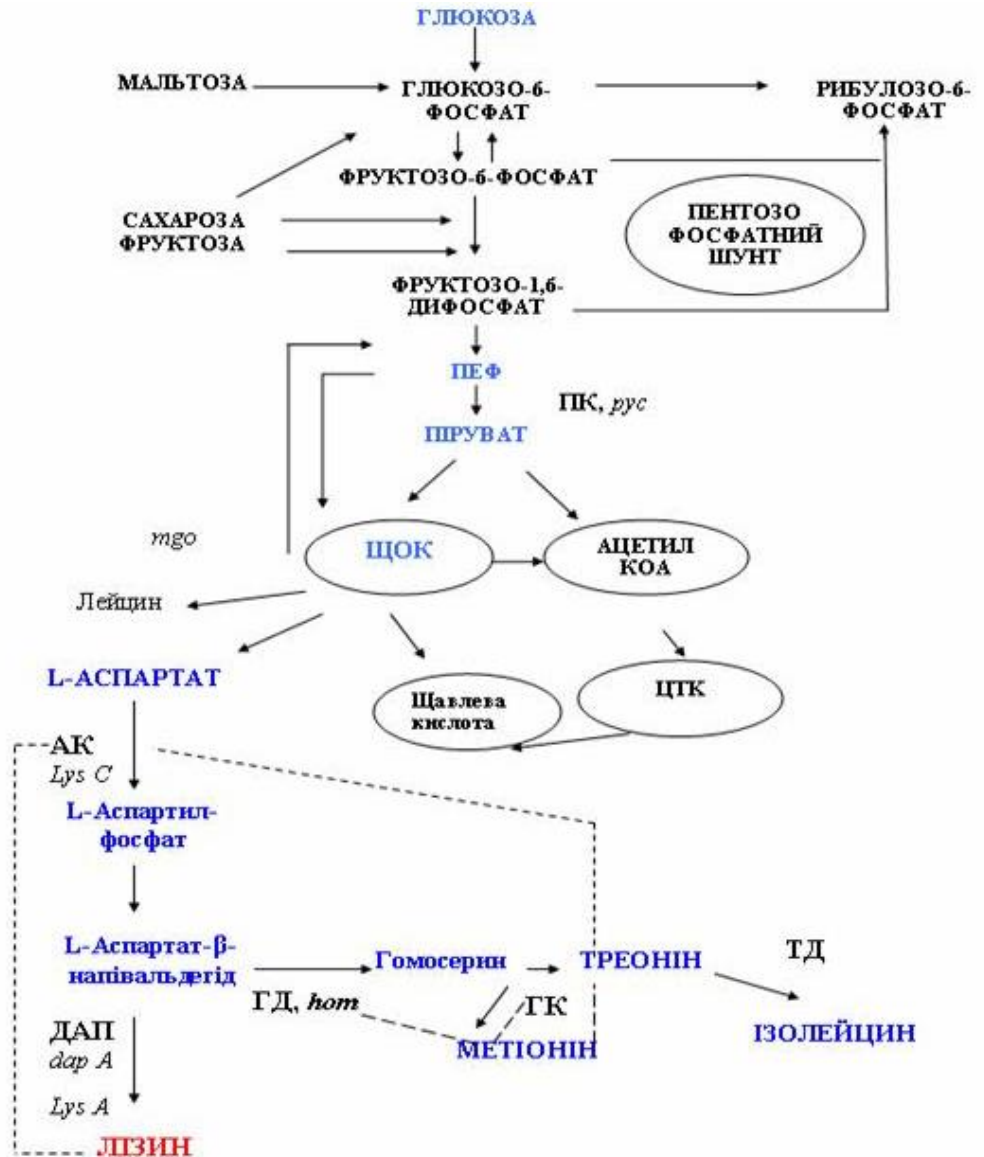 ГЛЮКОЗА
МАЛЬТОЗА
ГЛЮКОЗО-6-
ФОСФАТ
РИБУЛОЗО-6-
ФОСФАТ
ФРУКТОЗО-6-ФОСФАТ
САХАРОЗА
ФРУКТОЗА
ПЕНТОЗО
ФОСФАТНИЙ
ШУНТ
ФРУКТОЗО-1,6-
ДИФОСФАТ
ПЕФ
ПК, рус
ПІРУВАТ
mgo
ЩОК
АЦЕТИЛ
КОА
Лейцин
L-АСПАРТАТ
Щавлева
кислота
ЦТК
АК
Lys C
L-Аспартил-
фосфат
L-Аспартат-β-
напівальдегід
Гомосерин
ТРЕОНІН
ТД
ГД, hom
ГК
МЕТІОНІН
ІЗОЛЕЙЦИН
ДАП
dap A
Lys A
ЛІЗИН